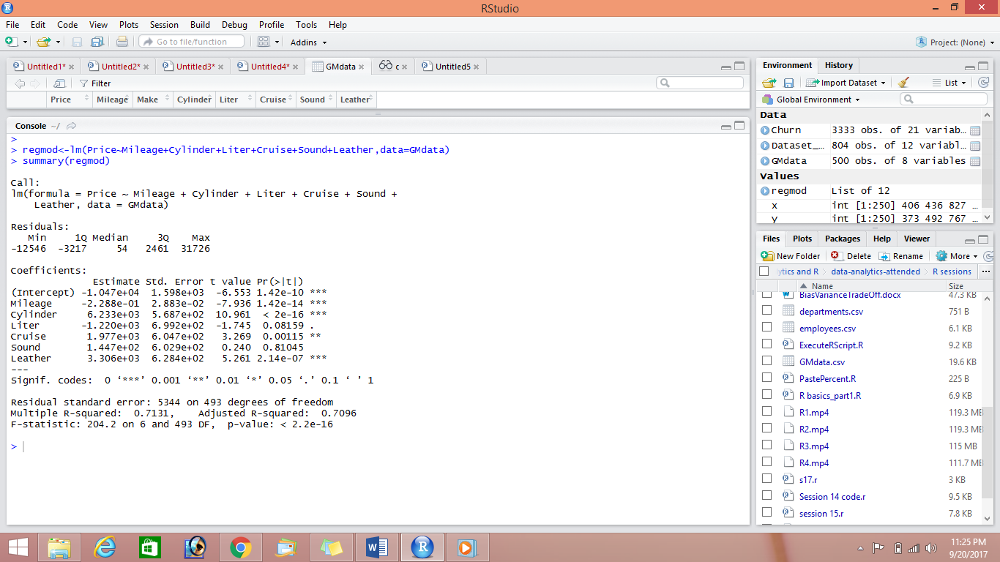 RStudio
File Edit Code View Plots Session Build Debug Profile Tools Help
Go to file/function Addins Project: (None)
Untitled1* Untitled2* Untitled3* Untitled4* GMdata c Untitled5
Filter
Price Mileage Make Cylinder Liter Cruise Sound Leather
Console ~/
>
> regmod<-lm(Price~Mileage+Cylinder+Liter+Cruise+Sound+Leather,data=GMdata)
> summary(regmod)
Call:
lm(formula = Price ~ Mileage + Cylinder + Liter + Cruise + Sound +
Leather, data = GMdata)
Residuals:
Min 1Q Median 3Q Max
-12546 -3217 54 2461 31726
Coefficients:
Estimate Std. Error t value Pr(>|t|)
(Intercept) -1.047e+04 1.598e+03 -6.553 1.42e-10 ***
Mileage -2.288e-01 2.883e-02 -7.936 1.42e-14 ***
Cylinder 6.233e+03 5.687e+02 10.961 < 2e-16 ***
Liter -1.220e+03 6.992e+02 -1.745 0.08159 .
Cruise 1.977e+03 6.047e+02 3.269 0.00115 **
Sound 1.447e+02 6.029e+02 0.240 0.81045
Leather 3.306e+03 6.284e+02 5.261 2.14e-07 ***
---
Signif. codes: 0 ‘***’ 0.001 ‘**’ 0.01 ‘*’ 0.05 ‘.’ 0.1 ‘ ’ 1
Residual standard error: 5344 on 493 degrees of freedom
Multiple R-squared: 0.7131, Adjusted R-squared: 0.7096
F-statistic: 204.2 on 6 and 493 DF, p-value: < 2.2e-16
>
Environment History
Import Dataset List
Global Environment
Data
Churn 3333 obs. of 21 variab…
Dataset_… 804 obs. of 12 variabl…
GMdata 500 obs. of 8 variables
Values
regmod List of 12
x int [1:250] 406 436 827 …
y int [1:250] 373 492 767 …
Files Plots Packages Help Viewer
New Folder Delete Rename More
ytics and R data-analytics-attended R sessions ...
Name Size
BiasVarianceTradeOff.docx 47.3 KB
departments.csv 751 B
employees.csv 6.1 KB
ExecuteRScript.R 9.2 KB
GMdata.csv 19.6 KB
PastePercent.R 225 B
R basics_part1.R 6.9 KB
R1.mp4 119.3 MB
R2.mp4 119.3 MB
R3.mp4 115 MB
R4.mp4 111.7 MB
s17.r 3 KB
Session 14 code.r 9.5 KB
session 15.r 7.8 KB
11:25 PM
9/20/2017